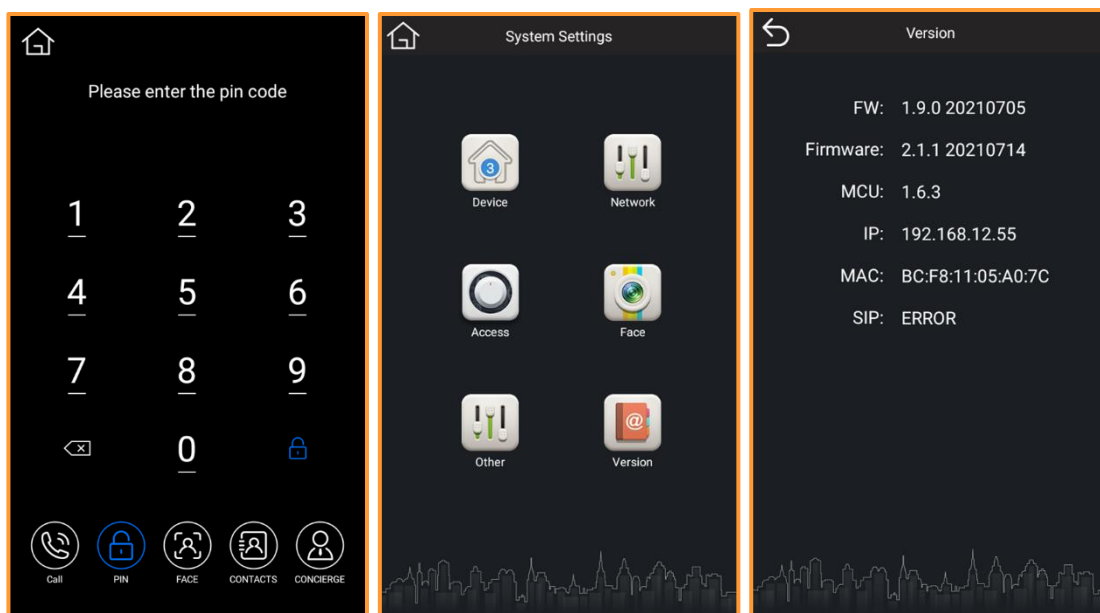 Please enter the pin code
1 2 3
4 5 6
7 8 9
0
Call PIN FACE CONTACTS CONCIERGE
System Settings
3
Device Network
Access Face
@
Other Version
Version
FW: 1.9.0 20210705
Firmware: 2.1.1 20210714
MCU: 1.6.3
IP: 192.168.12.55
MAC: BC:F8:11:05:A0:7C
SIP: ERROR